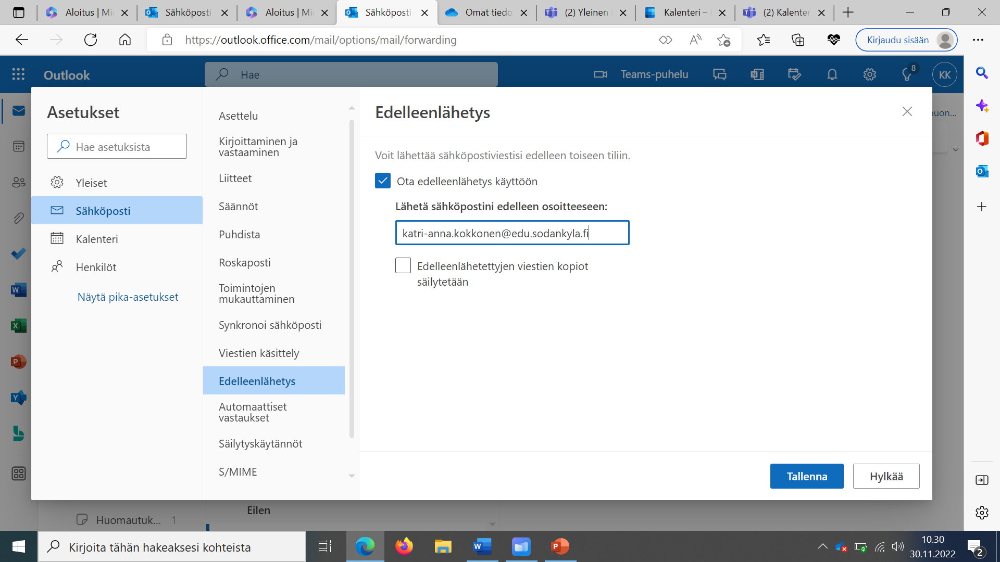 Aloitus | Mic
Sähköposti
Aloitus | Mic
Sähköposti
Omat tiedo
(2) Yleinen (
Kalenteri –
(2) Kalenter
https://outlook.office.com/mail/options/mail/forwarding
Kirjaudu sisään
Outlook
Hae
Teams-puhelu
8
KK
Asetukset
Hae asetuksista
Yleiset
Sähköposti
Kalenteri
Henkilöt
Näytä pika-asetukset
Asettelu
Kirjoittaminen ja
vastaaminen
Liitteet
Säännöt
Puhdista
Roskaposti
Toimintojen
mukauttaminen
Synkronoi sähköposti
Viestien käsittely
Edelleenlähetys
Automaattiset
vastaukset
Säilytyskäytännöt
S/MIME
Edelleenlähetys
Voit lähettää sähköpostiviestisi edelleen toiseen tiliin.
Ota edelleenlähetys käyttöön
Lähetä sähköpostini edelleen osoitteeseen:
katri-anna.kokkonen@edu.sodankyla.fi
Edelleenlähetettyjen viestien kopiot
säilytetään
Tallenna
Hylkää
Eilen
Huomautuk... 1
Kirjoita tähän hakeaksesi kohteista
10.30
30.11.2022
2